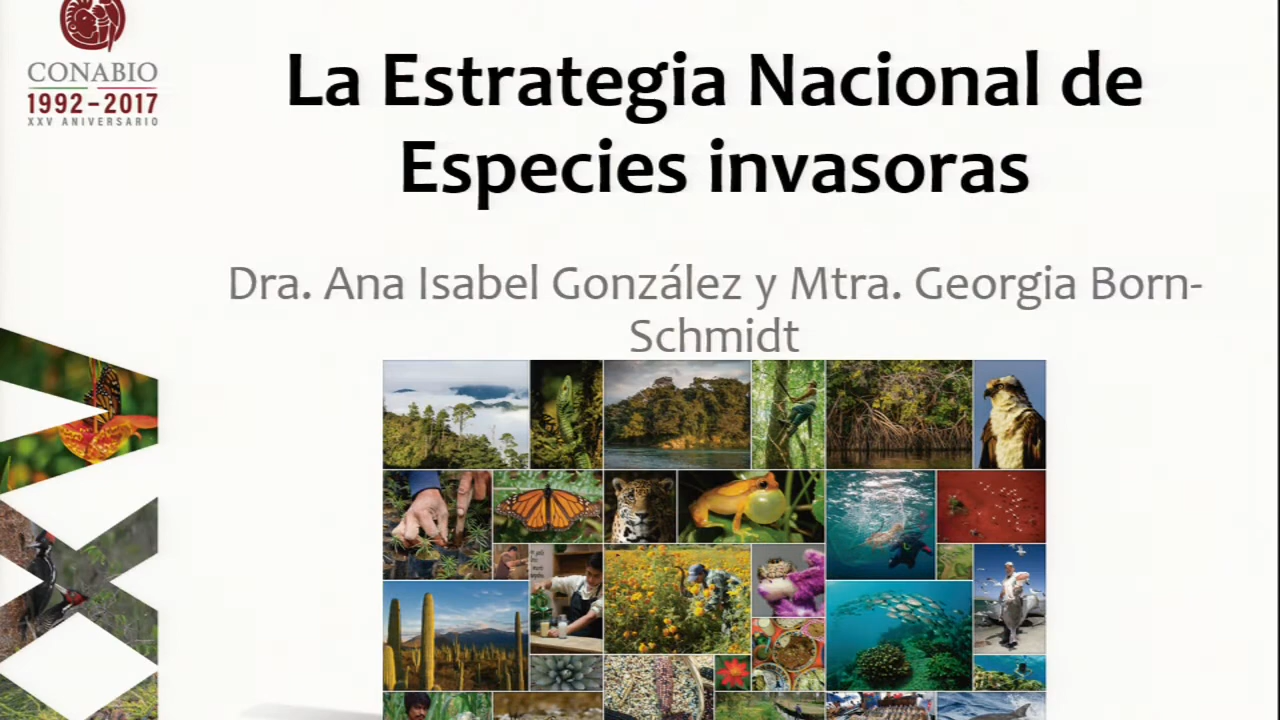 CONABIO
1992-2017
XXV ANIVERSARIO
La Estrategia Nacional de
Especies invasoras
Dra. Ana Isabel González y Mtra. Georgia Born-
Schmidt